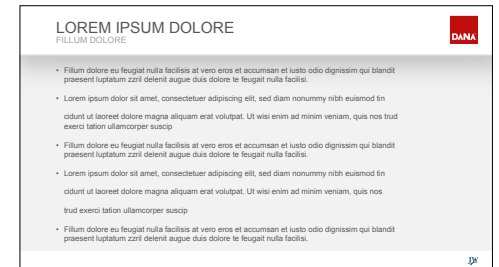 LOREM IPSUM DOLORE
FILLUM DOLORE
DANA
• Fillum dolore eu feugiat nulla facilisis at vero eros et accumsan et iusto odio dignissim qui blandit
praesent luptatum zzril delenit augue duis dolore te feugait nulla facilisi.
• Lorem ipsum dolor sit amet, consectetuer adipiscing elit, sed diam nonummy nibh euismod tin
cidunt ut laoreet dolore magna aliquam erat volutpat. Ut wisi enim ad minim veniam, quis nos trud
exerci tation ullamcorper suscip
• Fillum dolore eu feugiat nulla facilisis at vero eros et accumsan et iusto odio dignissim qui blandit
praesent luptatum zzril delenit augue duis dolore te feugait nulla facilisi.
• Lorem ipsum dolor sit amet, consectetuer adipiscing elit, sed diam nonummy nibh euismod tin
cidunt ut laoreet dolore magna aliquam erat volutpat. Ut wisi enim ad minim veniam, quis nos
trud exerci tation ullamcorper suscip
• Fillum dolore eu feugiat nulla facilisis at vero eros et accumsan et iusto odio dignissim qui blandit
praesent luptatum zzril delenit augue duis dolore te feugait nulla facilisi.
JW